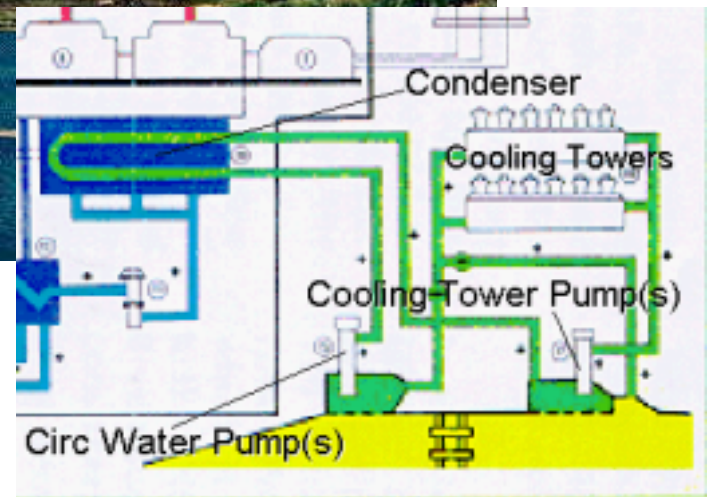 Condenser
Cooling Towers
Cooling Tower Pump(s)
Circ Water Pump(s)